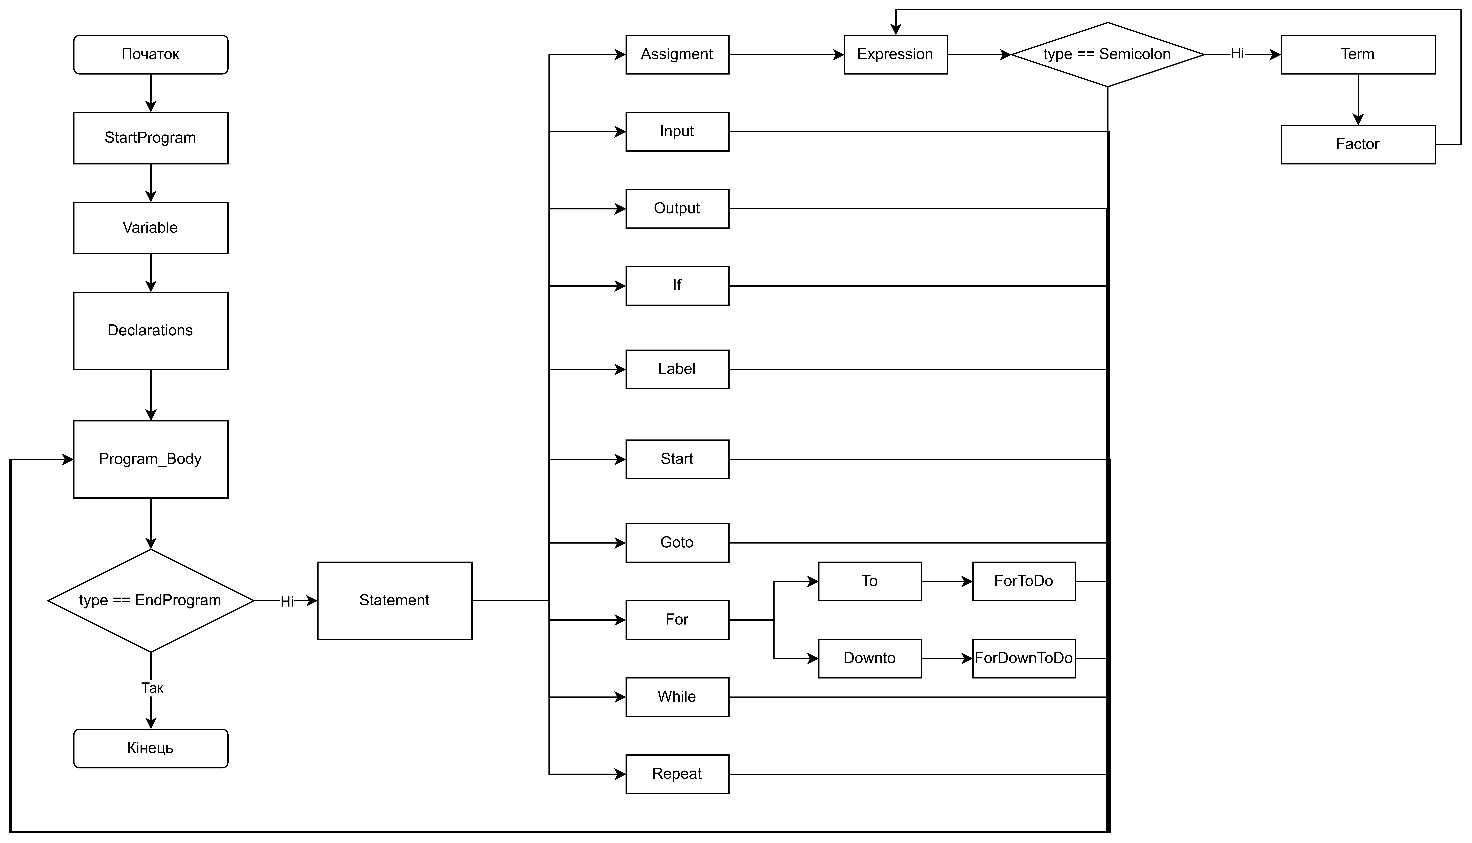 Початок
StartProgram
Variable
Declarations
Program_Body
type == EndProgram
Ні
Так
Кінець
Statement
Assigment
Expression
type == Semicolon
Ні
Term
Factor
Input
Output
If
Label
Start
Goto
For
To
ForToDo
Downto
ForDownToDo
While
Repeat